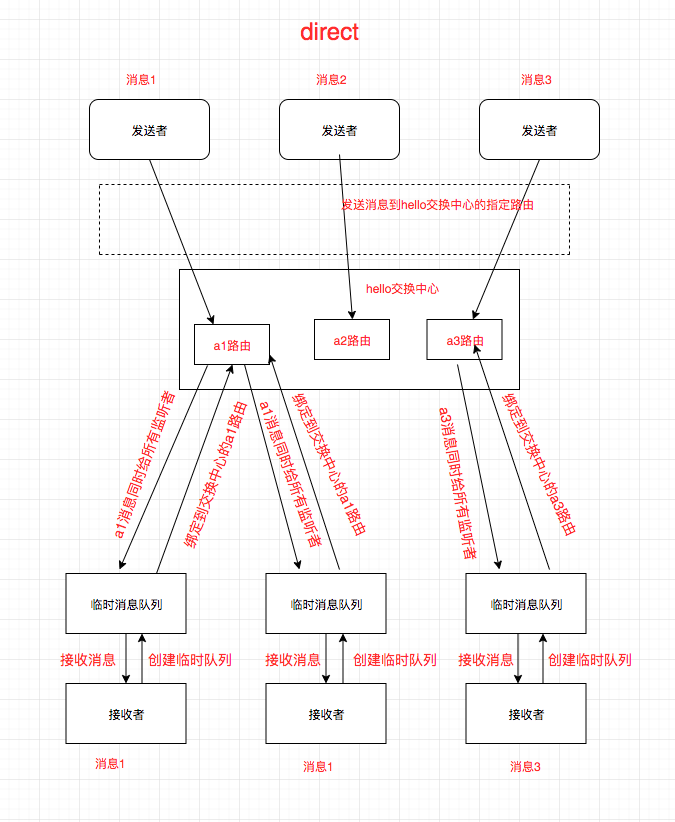 direct
消息1
消息2
消息3
发送者
发送者
发送者
发送消息到hello交换中心的指定路由
hello交换中心
a1路由
a2路由
a3路由
a1消息同时给所有监听者
绑定到交换中心的a1路由
a1消息同时给所有监听者
绑定到交换中心的a1路由
a3消息同时给所有监听者
绑定到交换中心的a3路由
临时消息队列
临时消息队列
临时消息队列
接收消息
创建临时队列
接收消息
创建临时队列
接收消息
创建临时队列
接收者
接收者
接收者
消息1
消息1
消息3